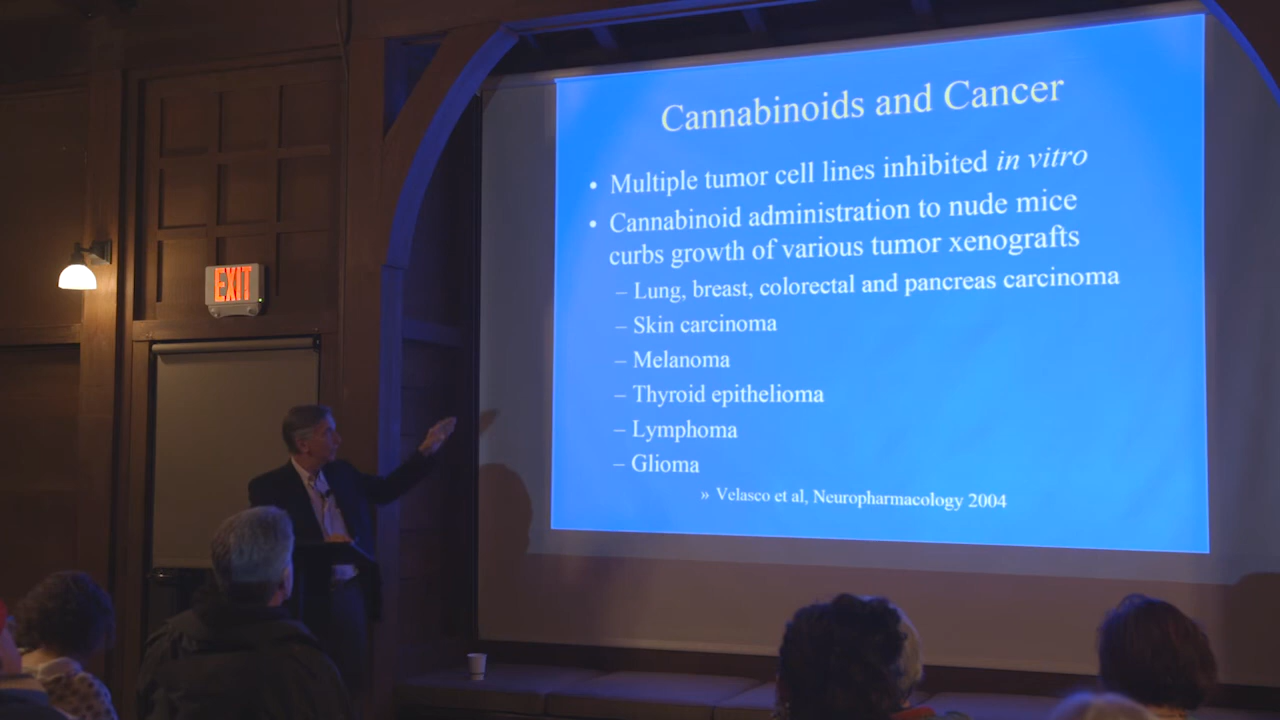 EXIT
Cannabinoids and Cancer
• Multiple tumor cell lines inhibited in vitro
• Cannabinoid administration to nude mice
curbs growth of various tumor xenografts
– Lung, breast, colorectal and pancreas carcinoma
– Skin carcinoma
– Melanoma
– Thyroid epithelioma
– Lymphoma
– Glioma
» Velasco et al, Neuropharmacology 2004